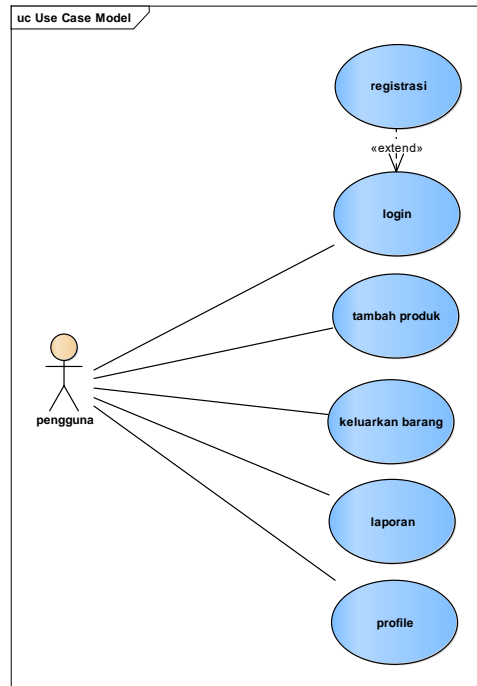 uc Use Case Model
registrasi
«extend»
login
tambah produk
keluarkan barang
pengguna
laporan
profile